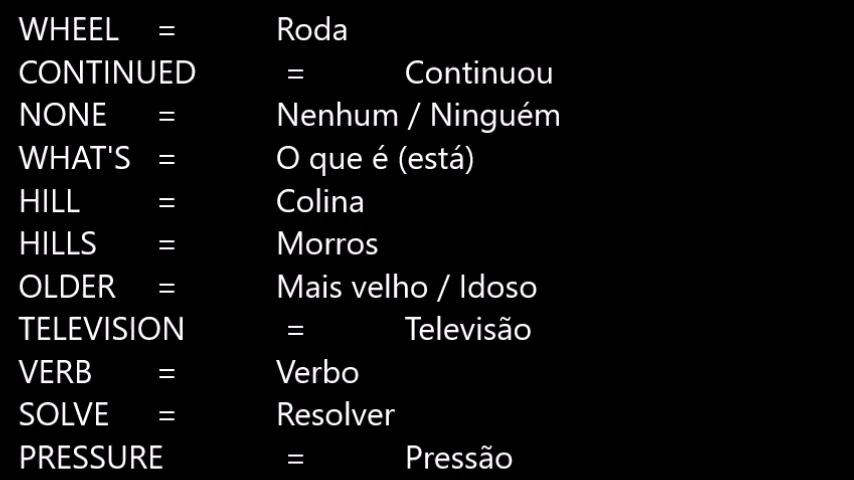 WHEEL = Roda
CONTINUED = Continuou
NONE = Nenhum / Ninguém
WHAT'S = O que é (está)
HILL = Colina
HILLS = Morros
OLDER = Mais velho / Idoso
TELEVISION = Televisão
VERB = Verbo
SOLVE = Resolver
PRESSURE = Pressão